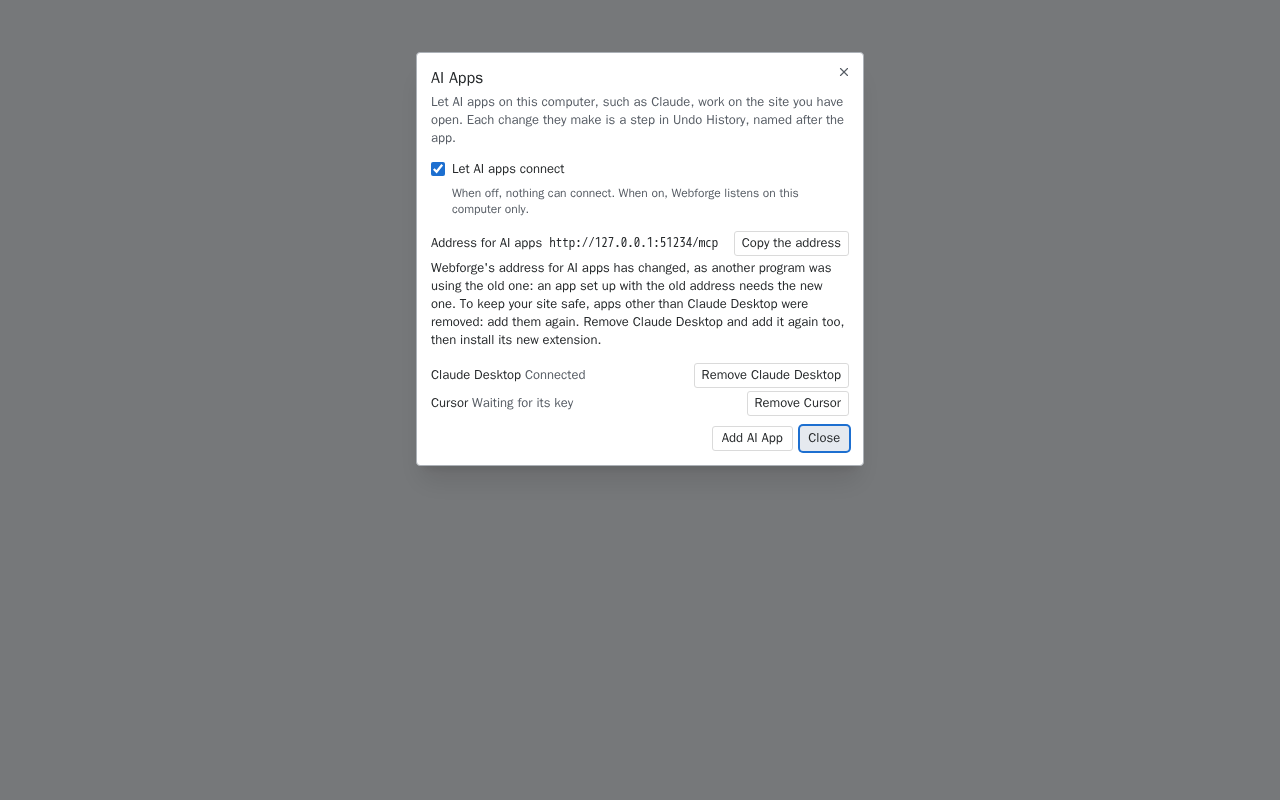 AI Apps
Let AI apps on this computer, such as Claude, work on the site you have
open. Each change they make is a step in Undo History, named after the
app.
Let AI apps connect
When off, nothing can connect. When on, Webforge listens on this
computer only.
Address for AI apps http://127.0.0.1:51234/mcp Copy the address
Webforge's address for AI apps has changed, as another program was
using the old one: an app set up with the old address needs the new
one. To keep your site safe, apps other than Claude Desktop were
removed: add them again. Remove Claude Desktop and add it again too,
then install its new extension.
Claude Desktop Connected Remove Claude Desktop
Cursor Waiting for its key Remove Cursor
Add AI App Close